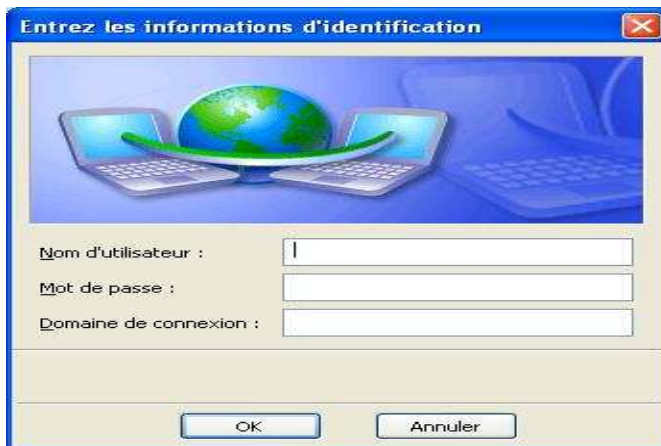 Entrez les informations d'identification
Nom d'utilisateur :
Mot de passe :
Domaine de connexion :
OK
Annuler